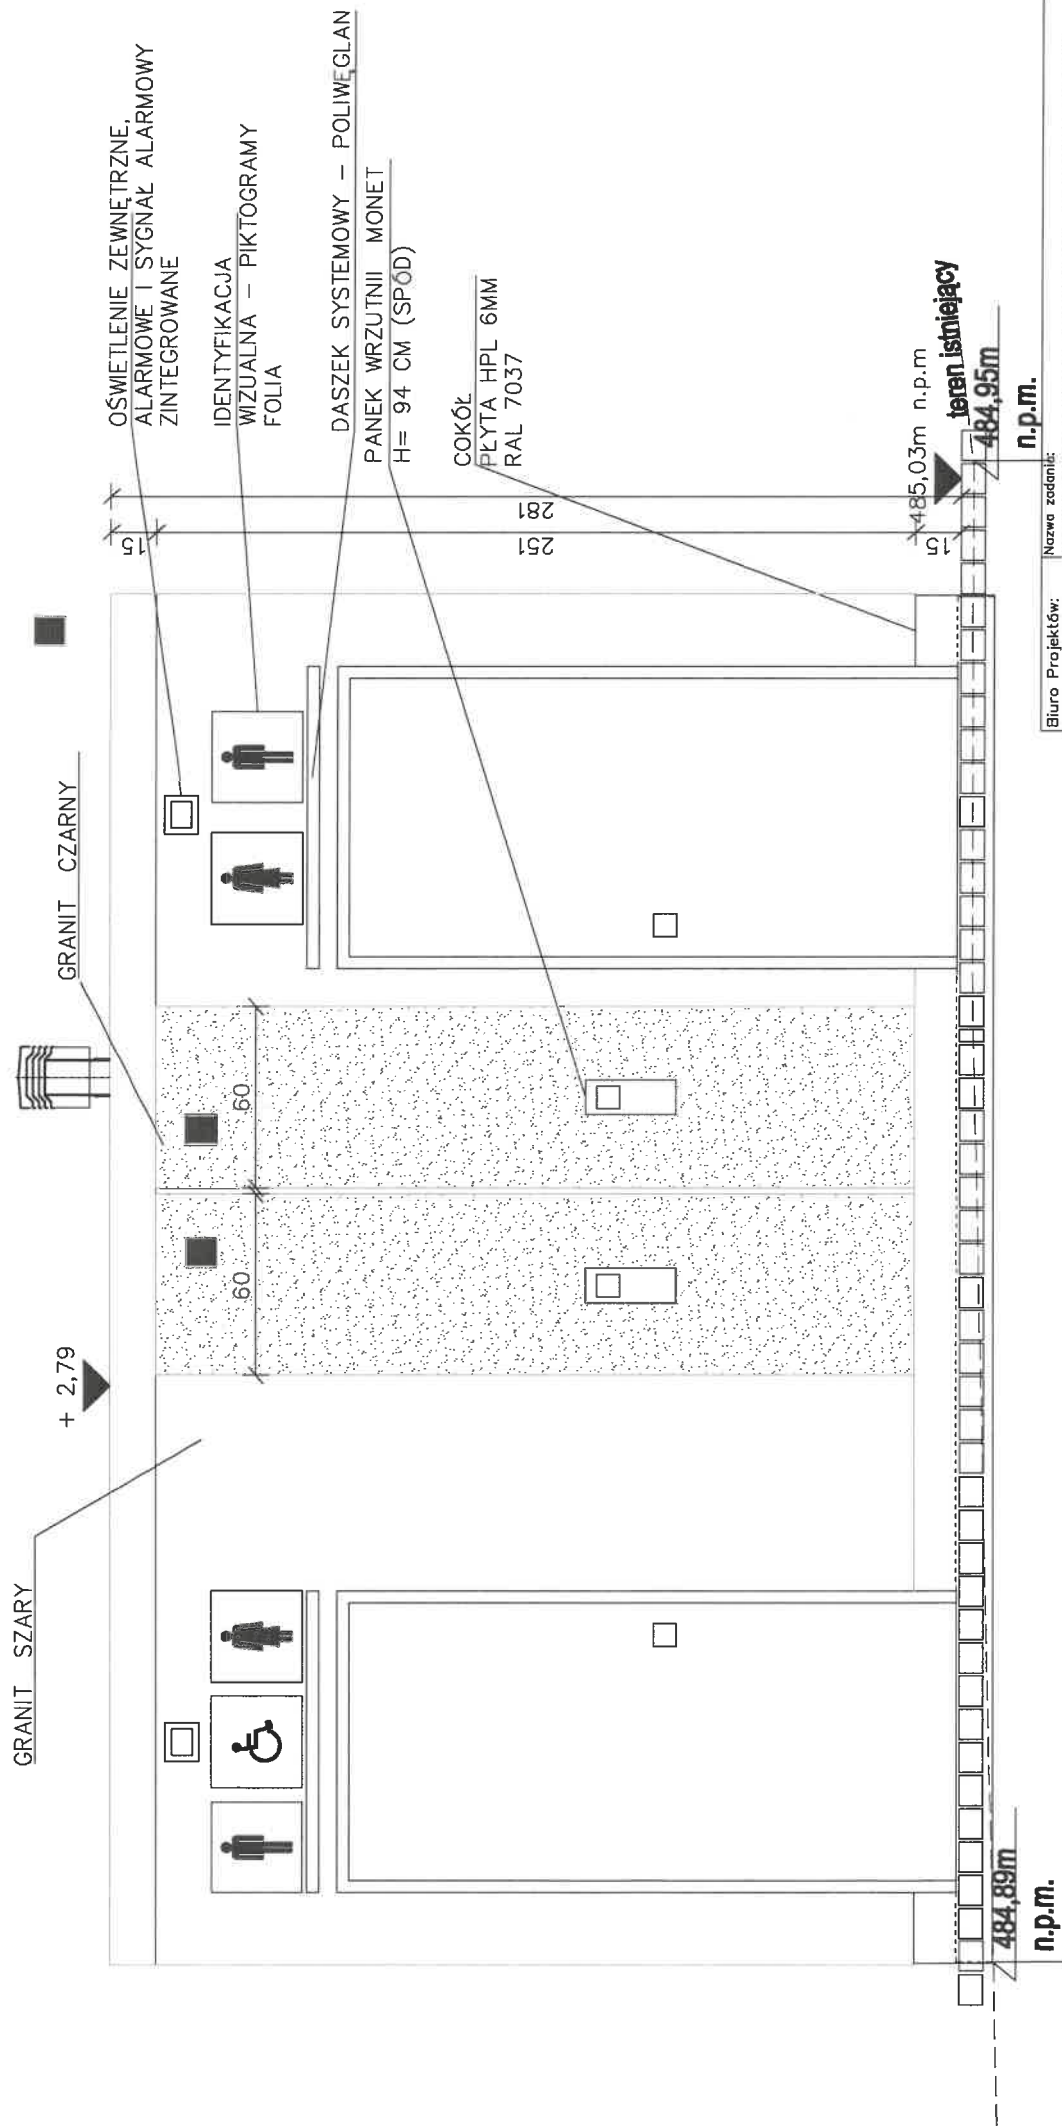 GRANIT SZARY
+ 2,79
GRANIT CZARNY
OŚWIETLENIE ZEWNĘTRZNE,
ALARMOWE I SYGNAŁ ALARMOWY
ZINTEGROWANE
IDENTYFIKACJA
WIZUALNA – PIKTOGRAMY
FOLIA
DASZEK SYSTEMOWY – POLIWĘGLAN
PANEK WRZUTNII MONET
H= 94 CM (SPÓD)
COKÓŁ
PŁYTA HPL 6MM
RAL 7037
60
60
15
251
15
281
485,03m n.p.m
teren istniejący
484,95m
n.p.m.
484,89m
n.p.m.
Biuro Projektów:
Nazwa zadania: